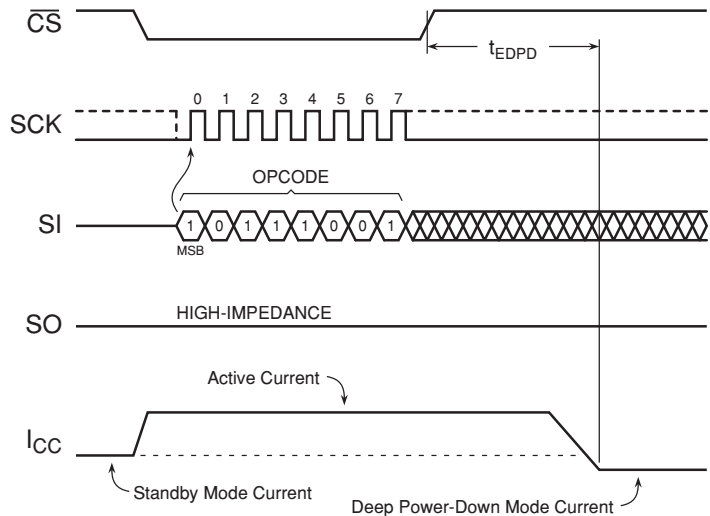 CS
tEDPD
0 1 2 3 4 5 6 7
SCK
OPCODE
SI
1 0 1 1 1 0 0 1
MSB
HIGH-IMPEDANCE
SO
Active Current
ICC
Standby Mode Current
Deep Power-Down Mode Current